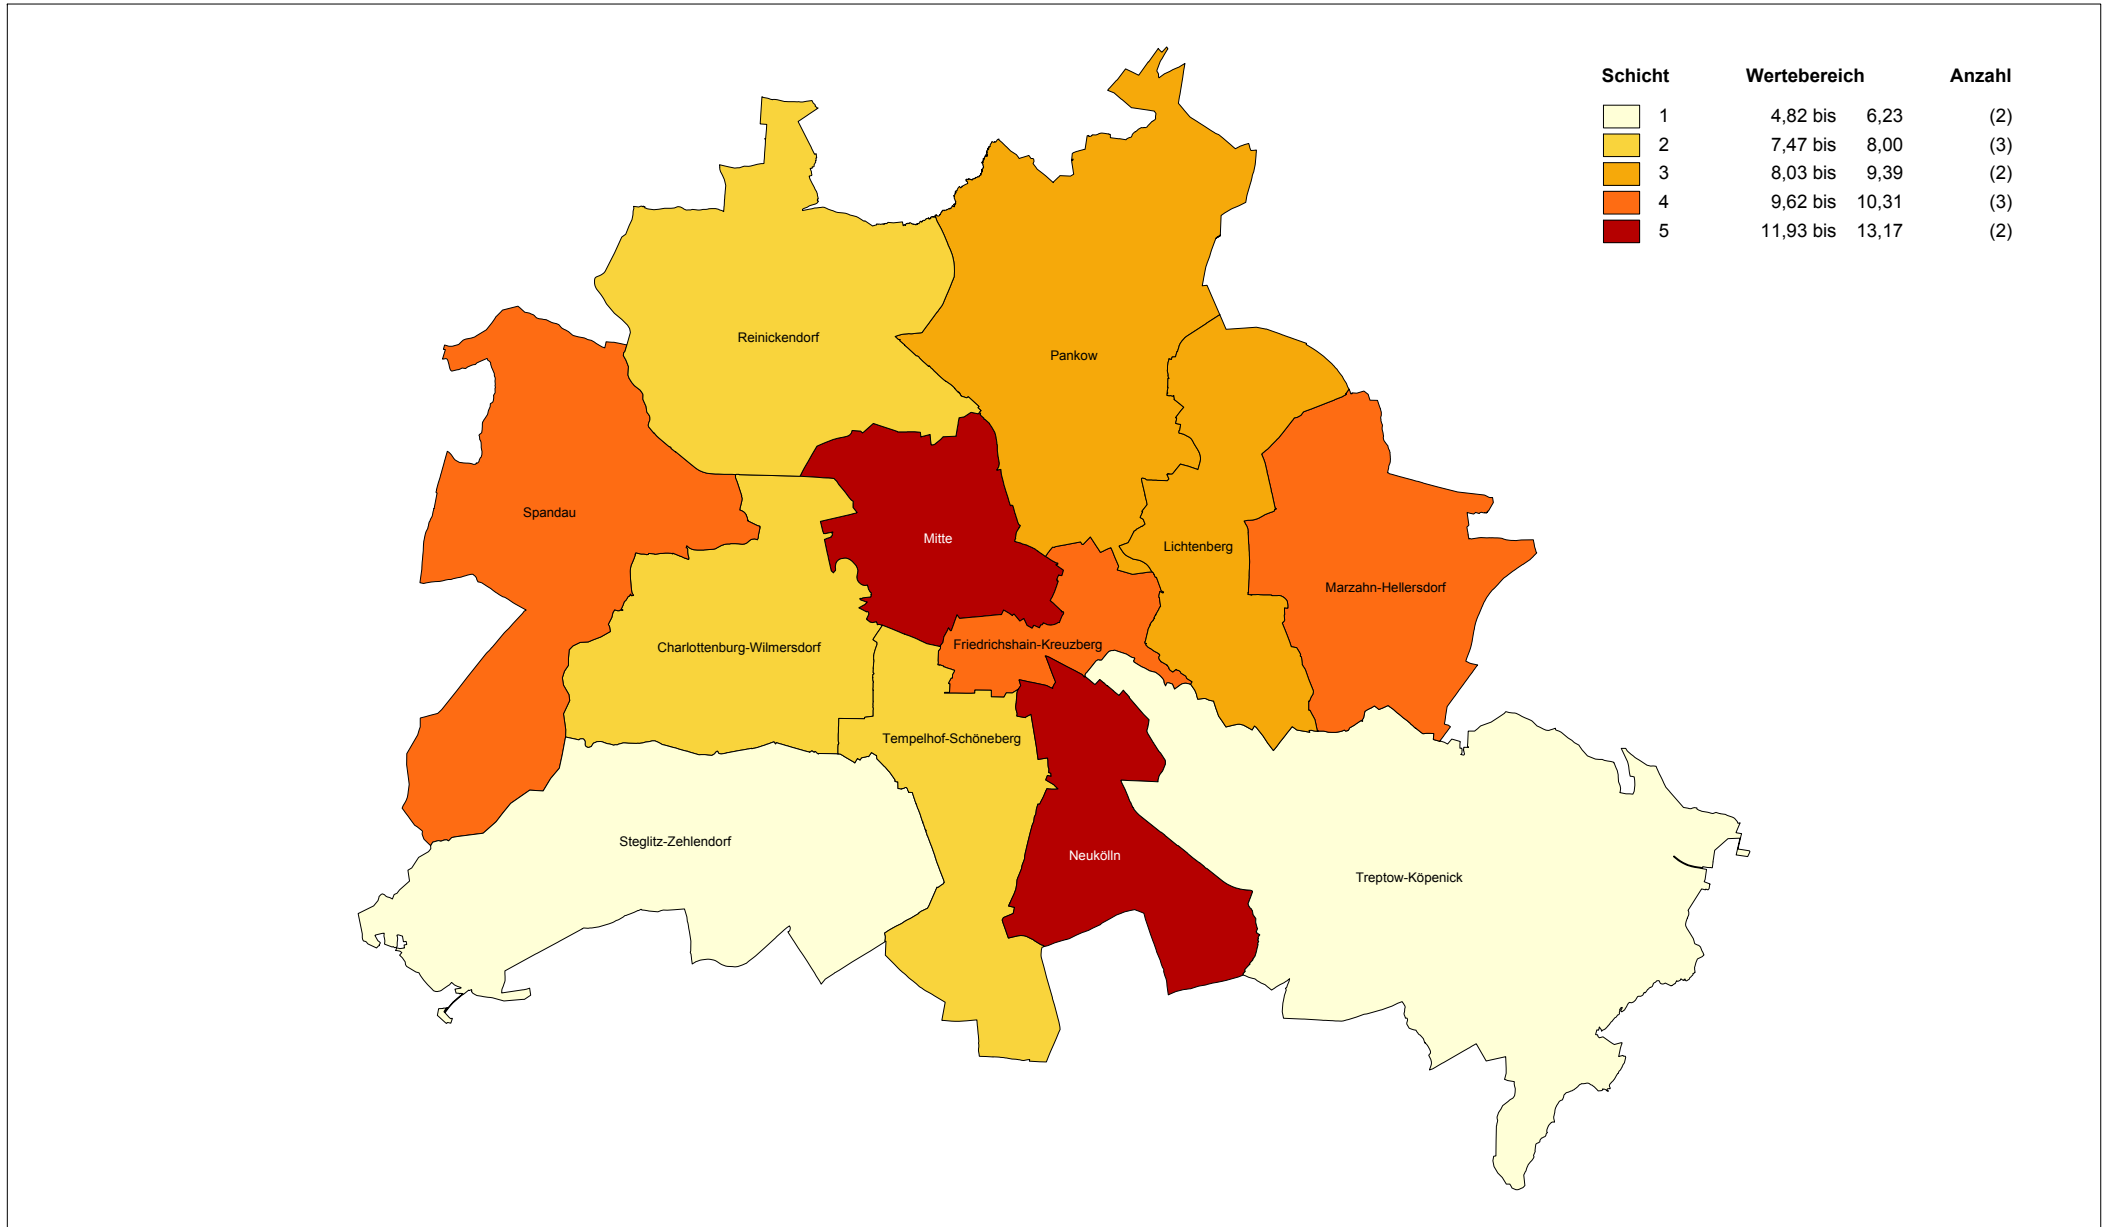 Schicht Wertebereich Anzahl
1 4,82 bis 6,23 (2)
2 7,47 bis 8,00 (3)
3 8,03 bis 9,39 (2)
4 9,62 bis 10,31 (3)
5 11,93 bis 13,17 (2)
Reinickendorf
Pankow
Spandau
Mitte
Lichtenberg
Marzahn-Hellersdorf
Charlottenburg-Wilmersdorf
Friedrichshain-Kreuzberg
Tempelhof-Schöneberg
Steglitz-Zehlendorf
Neukölln
Treptow-Köpenick